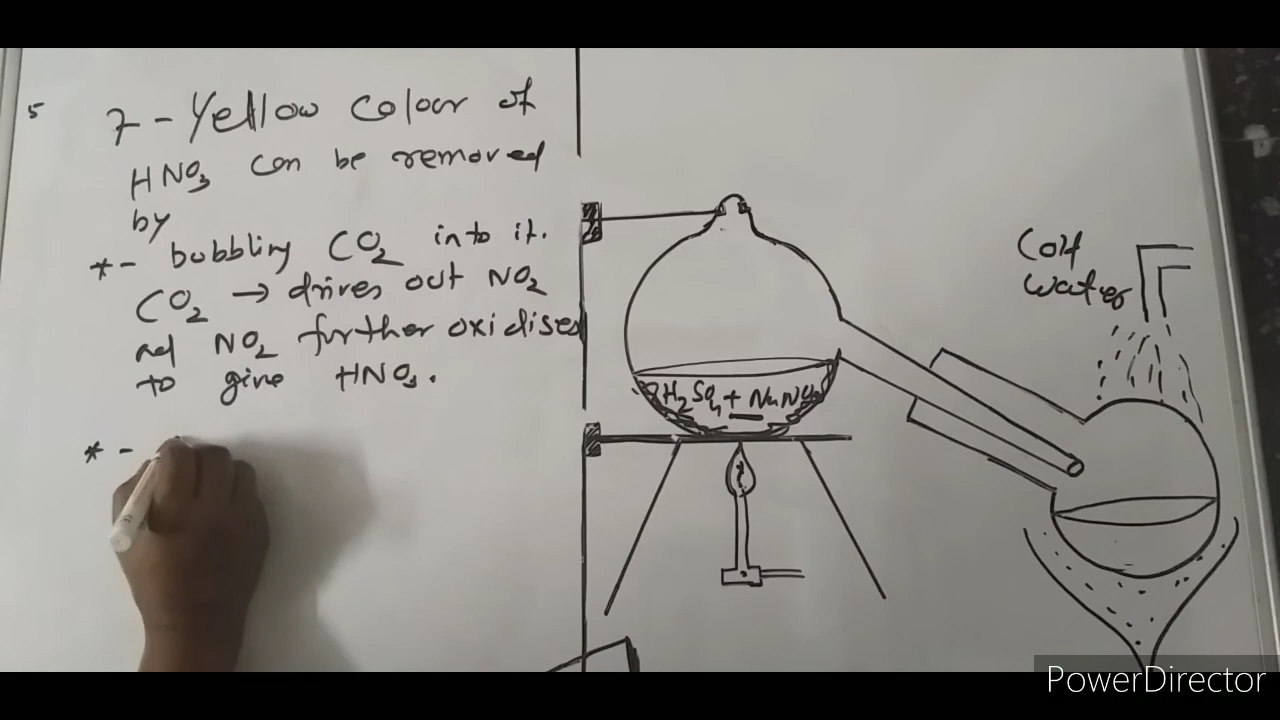 5
7 - Yellow Colour of
HNO3 can be removed
by
*- bubbling CO2 into it.
CO2 → drives out NO2
and NO2 further oxidised
to give HNO3.
* -
H2SO4 + NaNO3
Cold
water
PowerDirector